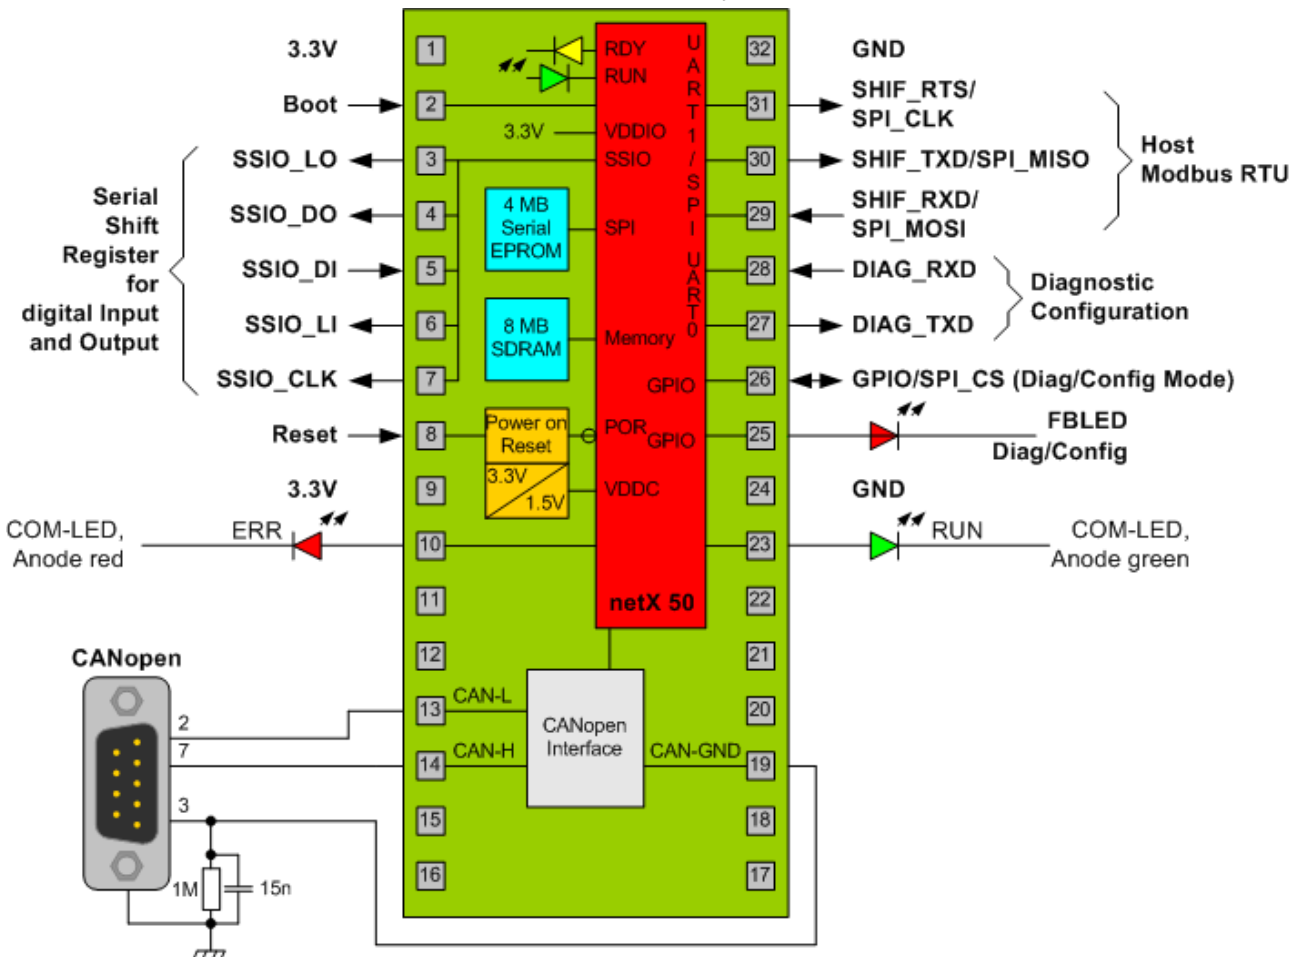 3.3V
Boot
SSIO_LO
SSIO_DO
SSIO_DI
SSIO_LI
SSIO_CLK
Serial
Shift
Register
for
digital Input
and Output
Reset
3.3V
COM-LED,
Anode red
ERR
CANopen
2
7
3
1M
15n
1
2
3
4
5
6
7
8
9
10
11
12
13
14
15
16
RDY
RUN
3.3V
VDDIO
SSIO
4 MB
Serial
EPROM
SPI
8 MB
SDRAM
Memory
GPIO
Power on
Reset
POR
GPIO
3.3V
1.5V
VDDC
netX 50
UART1/SPI
UART0
CAN-L
CAN-H
CANopen
Interface
CAN-GND
32
31
30
29
28
27
26
25
24
23
22
21
20
19
18
17
GND
SHIF_RTS/
SPI_CLK
SHIF_TXD/SPI_MISO
SHIF_RXD/
SPI_MOSI
Host
Modbus RTU
DIAG_RXD
DIAG_TXD
Diagnostic
Configuration
GPIO/SPI_CS (Diag/Config Mode)
FBLED
Diag/Config
GND
RUN
COM-LED,
Anode green